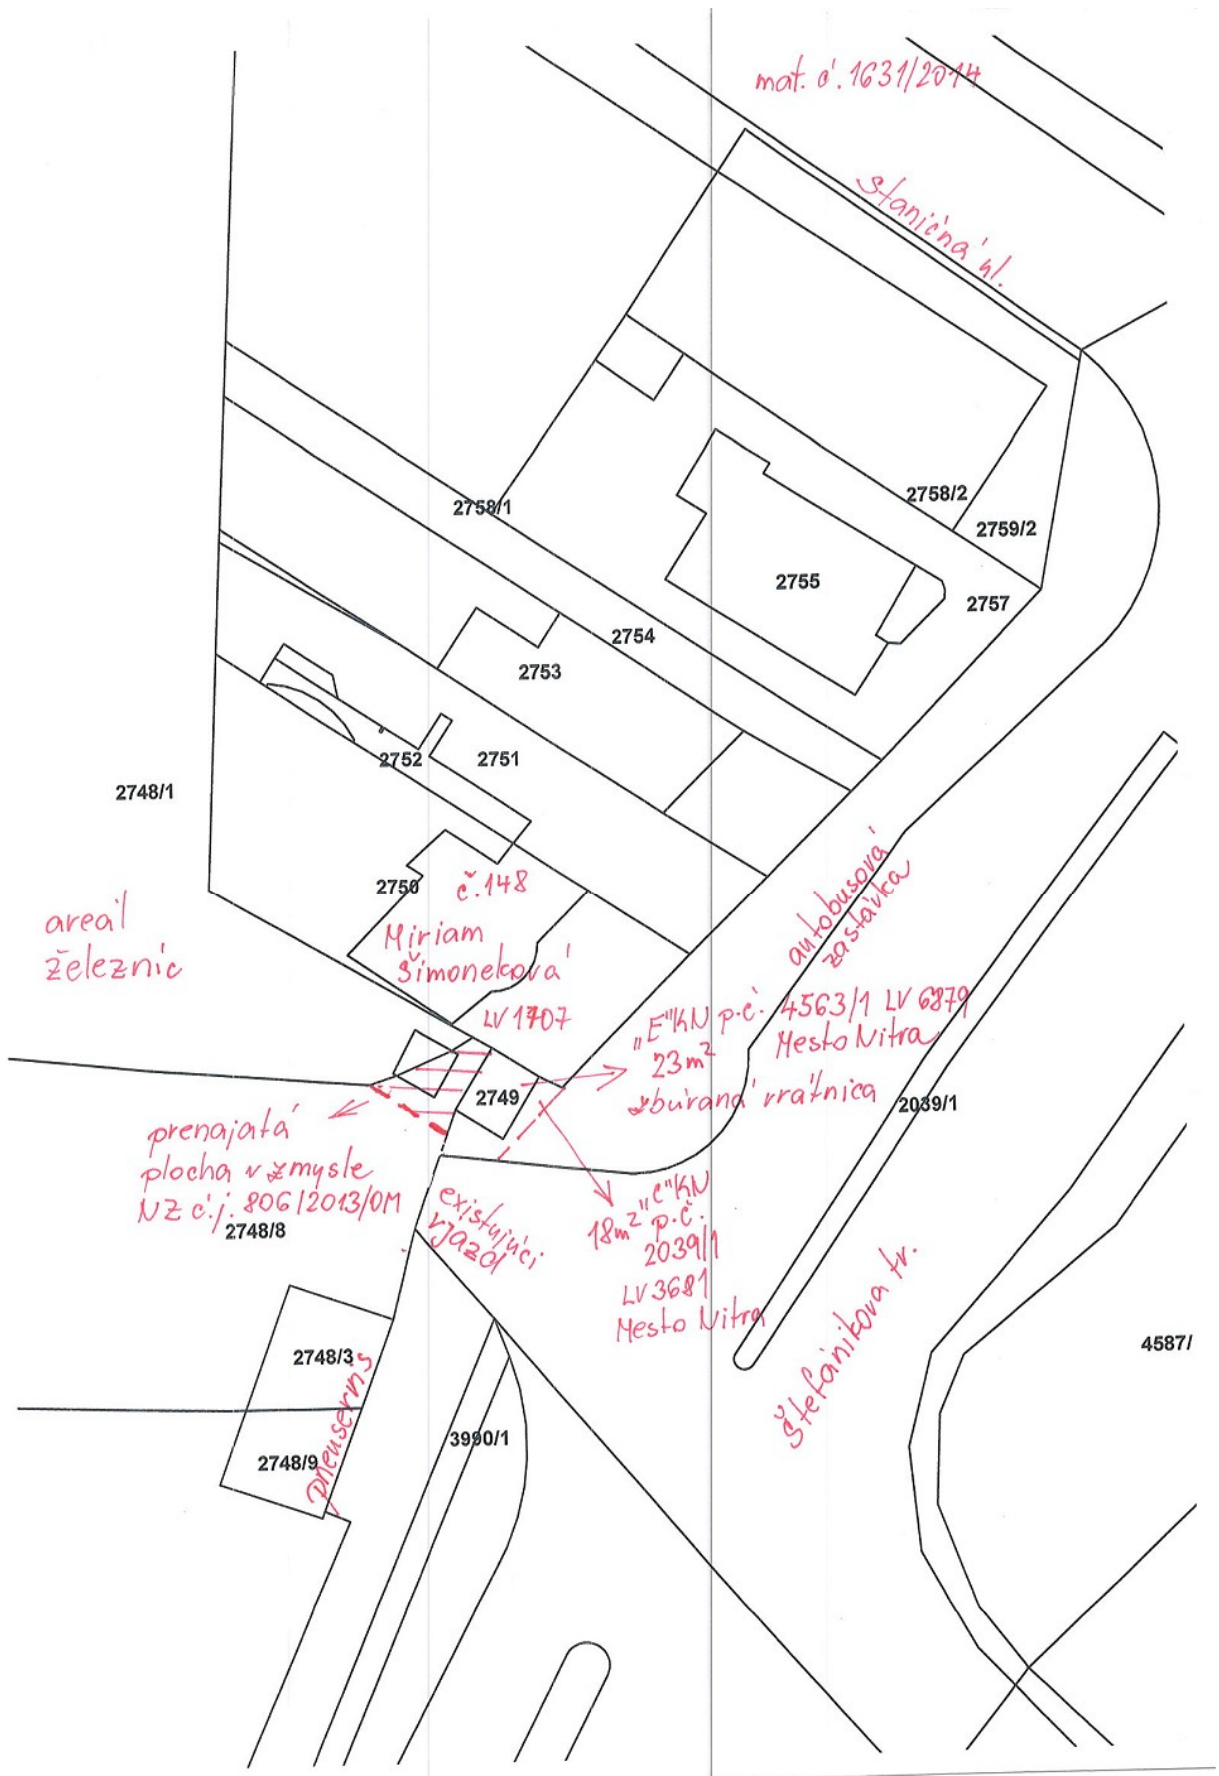 mat. č. 1631/2014
Staničná ul.
2758/1
2758/2
2759/2
2755
2757
2754
2753
2752
2751
2748/1
2750
č. 148
Miriam
Šimoneková
LV 1707
areál
železníc
autobusová
zastávka
„E"KN p.č. 4563/1 LV 6879
23m² Mesto Nitra
zbúraná vrátnica
2749
2039/1
prenajatá
plocha v zmysle
NZ č.j. 806/2013/OM
2748/8
existujúci
vjazd
18m² „C"KN
p.č.
2039/1
LV 3681
Mesto Nitra
Štefánikova tr.
4587/
2748/3
pneuservis
2748/9
3990/1